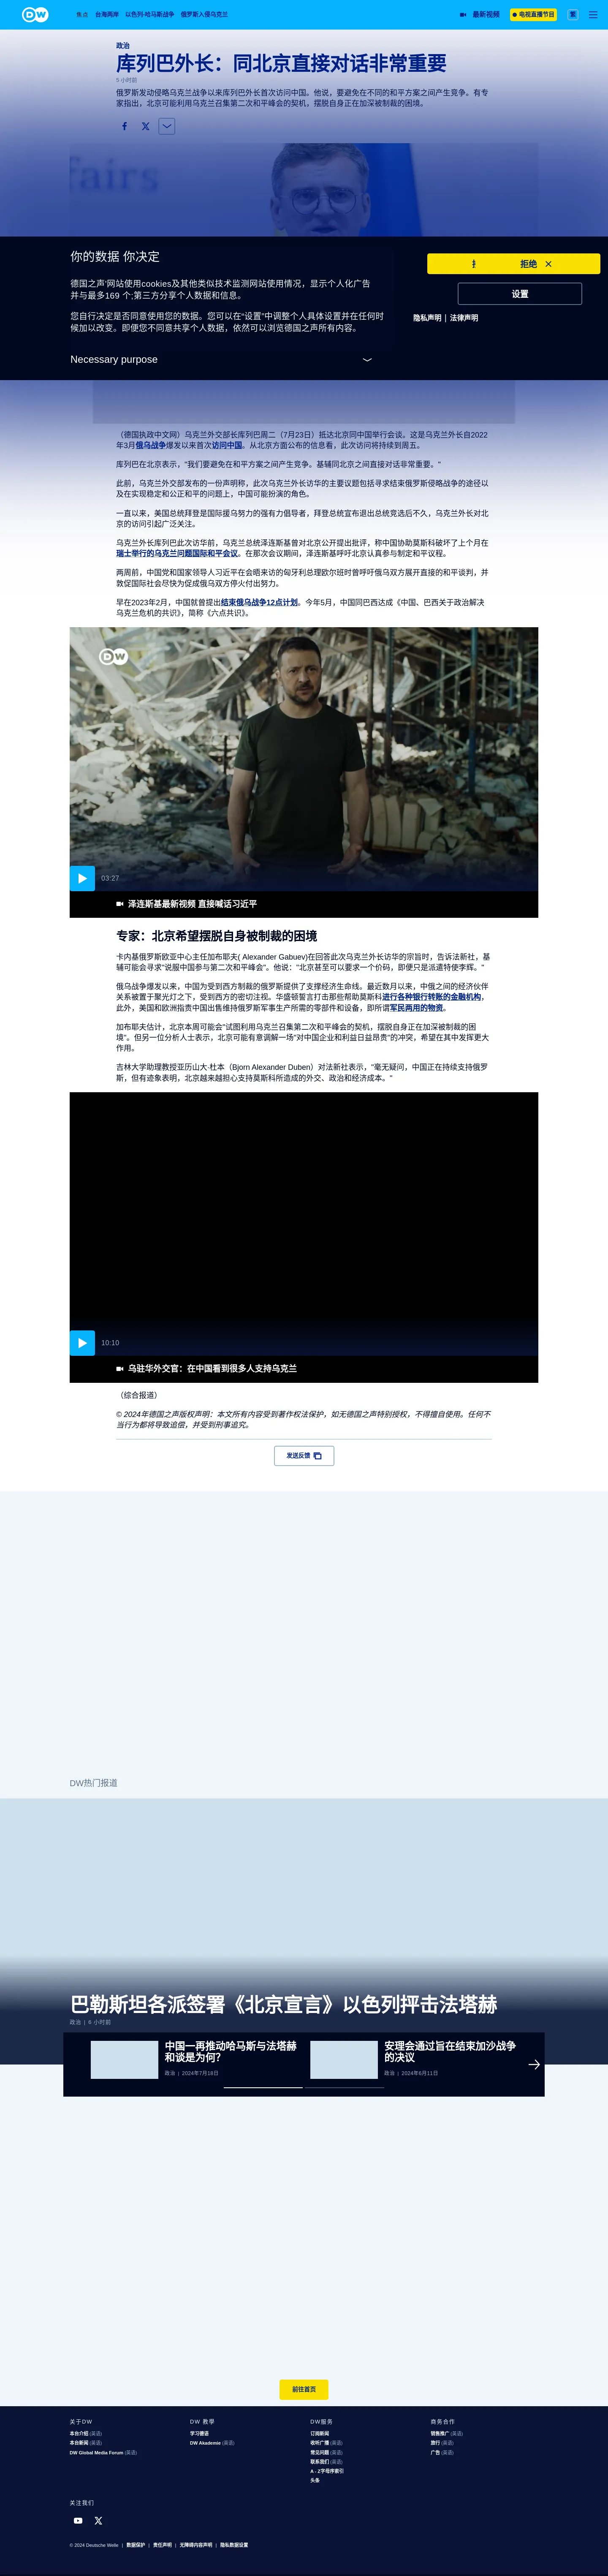 DW
焦点 台海两岸 以色列-哈马斯战争 俄罗斯入侵乌克兰
最新视频 电视直播节目 繁
政治
库列巴外长：同北京直接对话非常重要
5 小时前
俄罗斯发动侵略乌克兰战争以来库列巴外长首次访问中国。他说，要避免在不同的和平方案之间产生竞争。有专
家指出，北京可能利用乌克兰召集第二次和平峰会的契机，摆脱自身正在加深被制裁的困境。
fairs
你的数据 你决定
德国之声'网站使用cookies及其他类似技术监测网站使用情况，显示个人化广告
并与最多169 个;第三方分享个人数据和信息。
您自行决定是否同意使用您的数据。您可以在“设置”中调整个人具体设置并在任何时
候加以改变。即便您不同意共享个人数据，依然可以浏览德国之声所有内容。
Necessary purpose
拒绝
设置
隐私声明 | 法律声明
（德国执政中文网）乌克兰外交部长库列巴周二（7月23日）抵达北京同中国举行会谈。这是乌克兰外长自2022
年3月俄乌战争爆发以来首次访问中国。从北京方面公布的信息看，此次访问将持续到周五。
库列巴在北京表示，"我们要避免在和平方案之间产生竞争。基辅同北京之间直接对话非常重要。"
此前，乌克兰外交部发布的一份声明称，此次乌克兰外长访华的主要议题包括寻求结束俄罗斯侵略战争的途径以
及在实现稳定和公正和平的问题上，中国可能扮演的角色。
一直以来，美国总统拜登是国际援乌努力的强有力倡导者，拜登总统宣布退出总统竞选后不久，乌克兰外长对北
京的访问引起广泛关注。
乌克兰外长库列巴此次访华前，乌克兰总统泽连斯基曾对北京公开提出批评，称中国协助莫斯科破坏了上个月在
瑞士举行的乌克兰问题国际和平会议。在那次会议期间，泽连斯基呼吁北京认真参与制定和平议程。
两周前，中国党和国家领导人习近平在会晤来访的匈牙利总理欧尔班时曾呼吁俄乌双方展开直接的和平谈判，并
敦促国际社会尽快为促成俄乌双方停火付出努力。
早在2023年2月，中国就曾提出结束俄乌战争12点计划。今年5月，中国同巴西达成《中国、巴西关于政治解决
乌克兰危机的共识》，简称《六点共识》。
DW
03:27
泽连斯基最新视频 直接喊话习近平
专家：北京希望摆脱自身被制裁的困境
卡内基俄罗斯欧亚中心主任加布耶夫( Alexander Gabuev)在回答此次乌克兰外长访华的宗旨时，告诉法新社，基
辅可能会寻求"说服中国参与第二次和平峰会"。他说："北京甚至可以要求一个价码，即便只是派遣特使李辉。"
俄乌战争爆发以来，中国为受到西方制裁的俄罗斯提供了支撑经济生命线。最近数月以来，中俄之间的经济伙伴
关系被置于聚光灯之下，受到西方的密切注视。华盛顿誓言打击那些帮助莫斯科进行各种银行转账的金融机构，
此外，美国和欧洲指责中国出售维持俄罗斯军事生产所需的零部件和设备，即所谓军民两用的物资。
加布耶夫估计，北京本周可能会"试图利用乌克兰召集第二次和平峰会的契机，摆脱自身正在加深被制裁的困
境"。但另一位分析人士表示，北京可能有意调解一场"对中国企业和利益日益昂贵"的冲突，希望在其中发挥更大
作用。
吉林大学助理教授亚历山大·杜本（Bjorn Alexander Duben）对法新社表示，"毫无疑问，中国正在持续支持俄罗
斯，但有迹象表明，北京越来越担心支持莫斯科所造成的外交、政治和经济成本。"
10:10
乌驻华外交官：在中国看到很多人支持乌克兰
（综合报道）
© 2024年德国之声版权声明：本文所有内容受到著作权法保护，如无德国之声特别授权，不得擅自使用。任何不
当行为都将导致追偿，并受到刑事追究。
发送反馈
DW热门报道
巴勒斯坦各派签署《北京宣言》以色列抨击法塔赫
政治 | 6 小时前
中国一再推动哈马斯与法塔赫
和谈是为何？
政治 | 2024年7月18日
安理会通过旨在结束加沙战争
的决议
政治 | 2024年6月11日
前往首页
关于DW
本台介绍 (英语)
本台新闻 (英语)
DW Global Media Forum (英语)
DW 教學
学习德语
DW Akademie (英语)
DW服务
订阅新闻
收听广播 (英语)
常见问题 (英语)
联系我们 (英语)
A - Z字母序索引
头条
商务合作
销售推广 (英语)
旅行 (英语)
广告 (英语)
关注我们
© 2024 Deutsche Welle | 数据保护 | 责任声明 | 无障碍内容声明 | 隐私数据设置